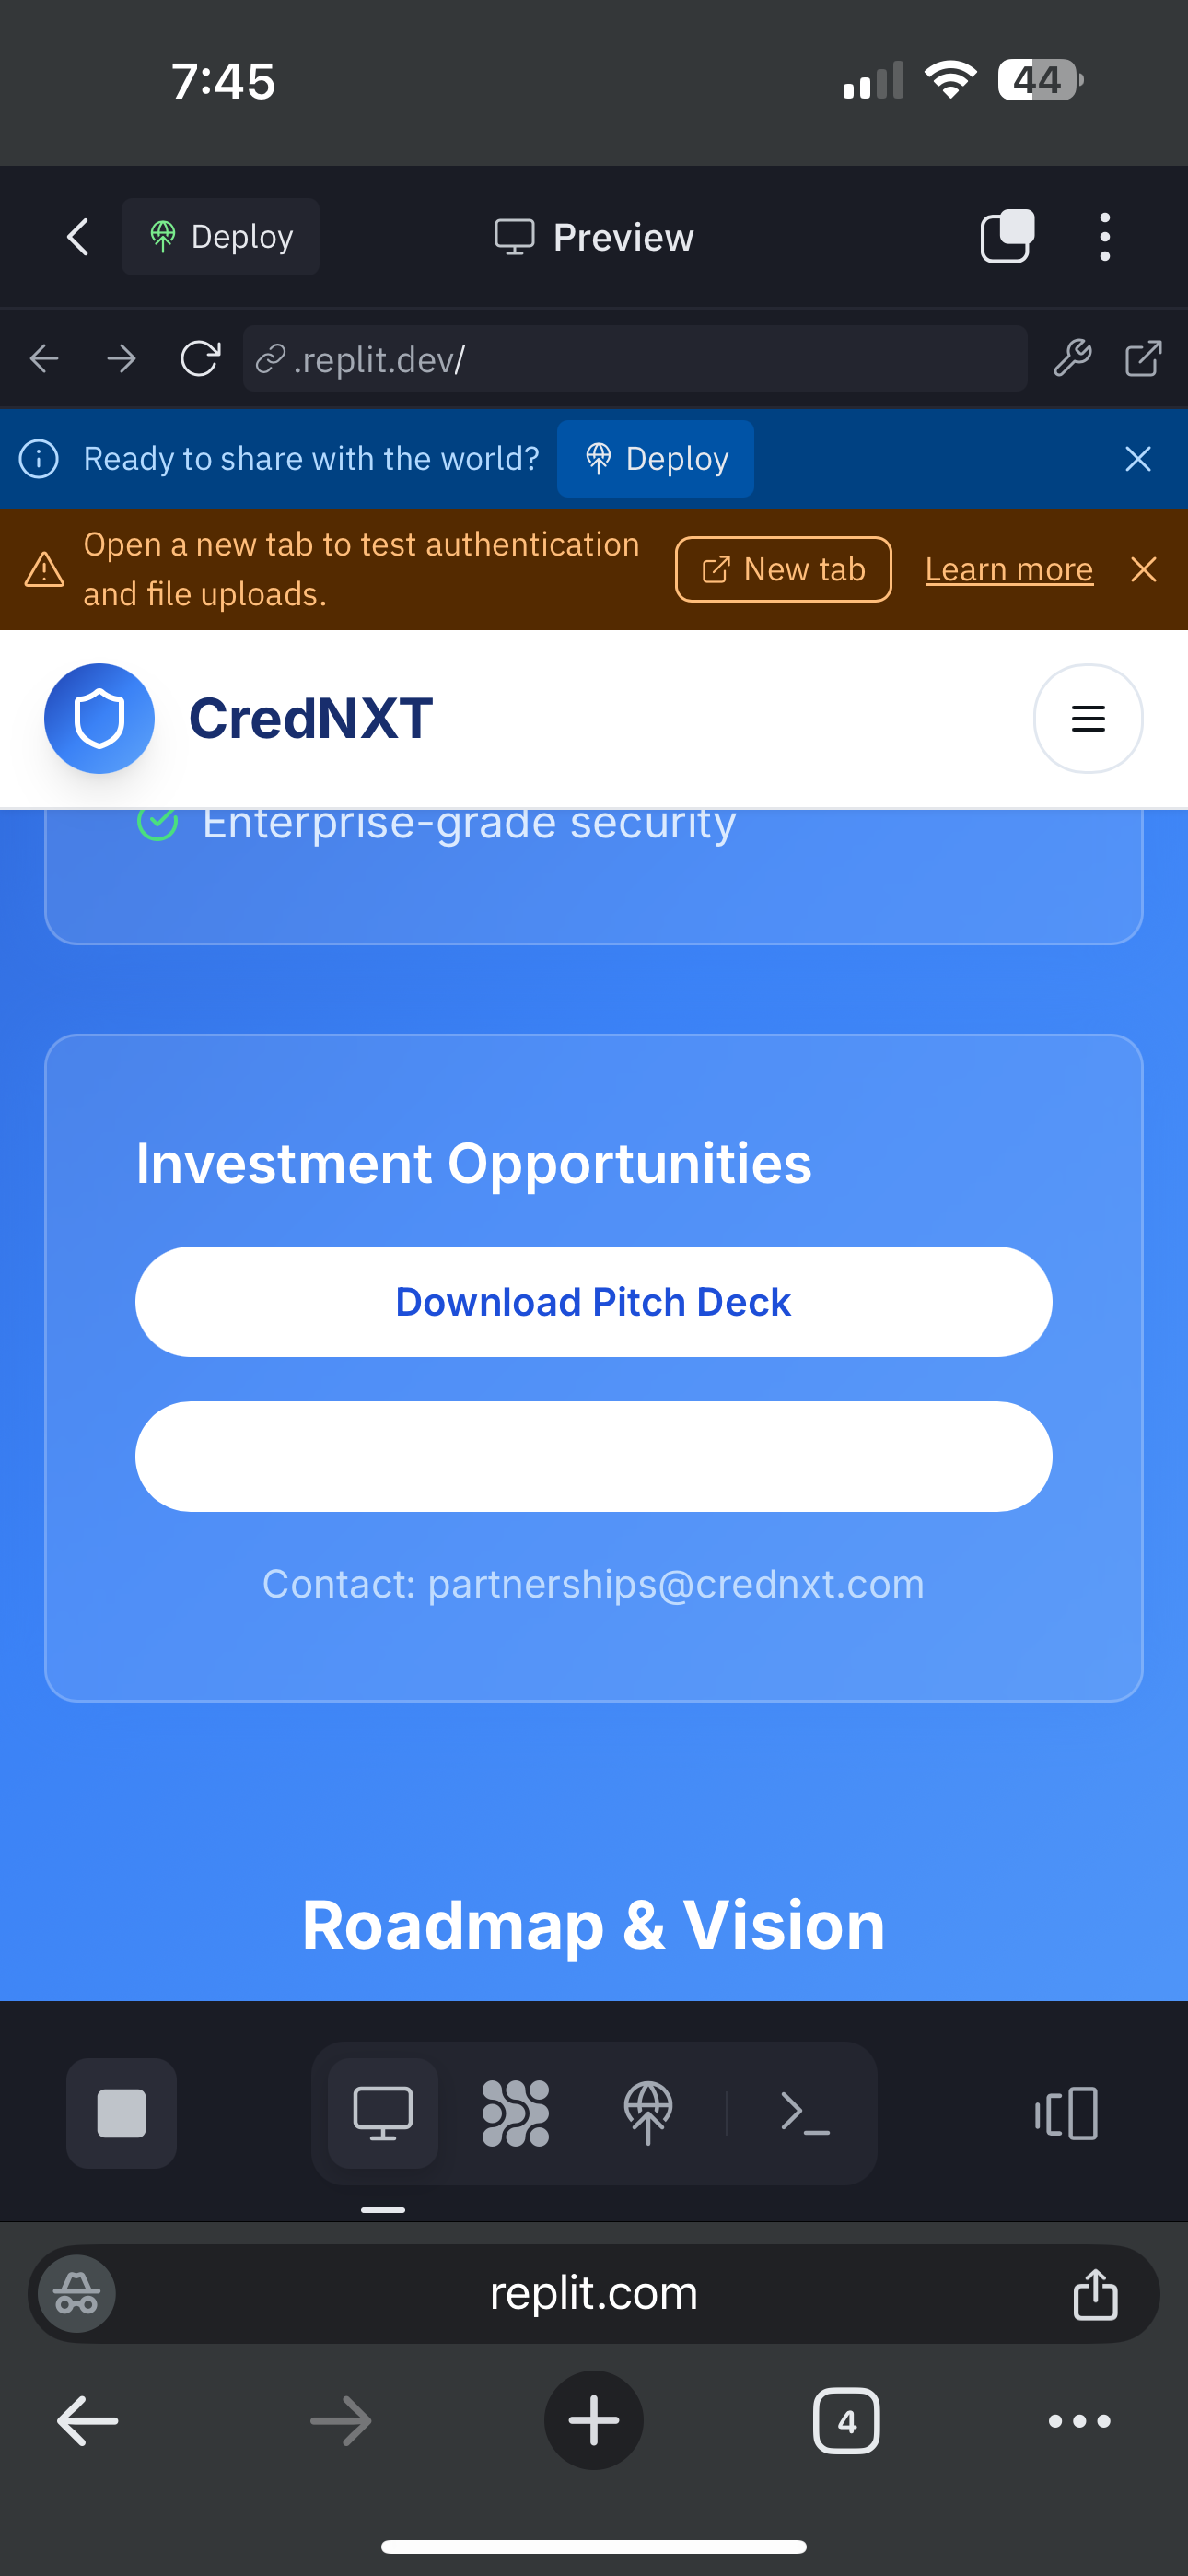 7:45
44
Deploy
Preview
.replit.dev/
Ready to share with the world?
Deploy
Open a new tab to test authentication
and file uploads.
New tab
Learn more
CredNXT
Enterprise-grade security
Investment Opportunities
Download Pitch Deck
Contact: partnerships@crednxt.com
Roadmap & Vision
replit.com
4